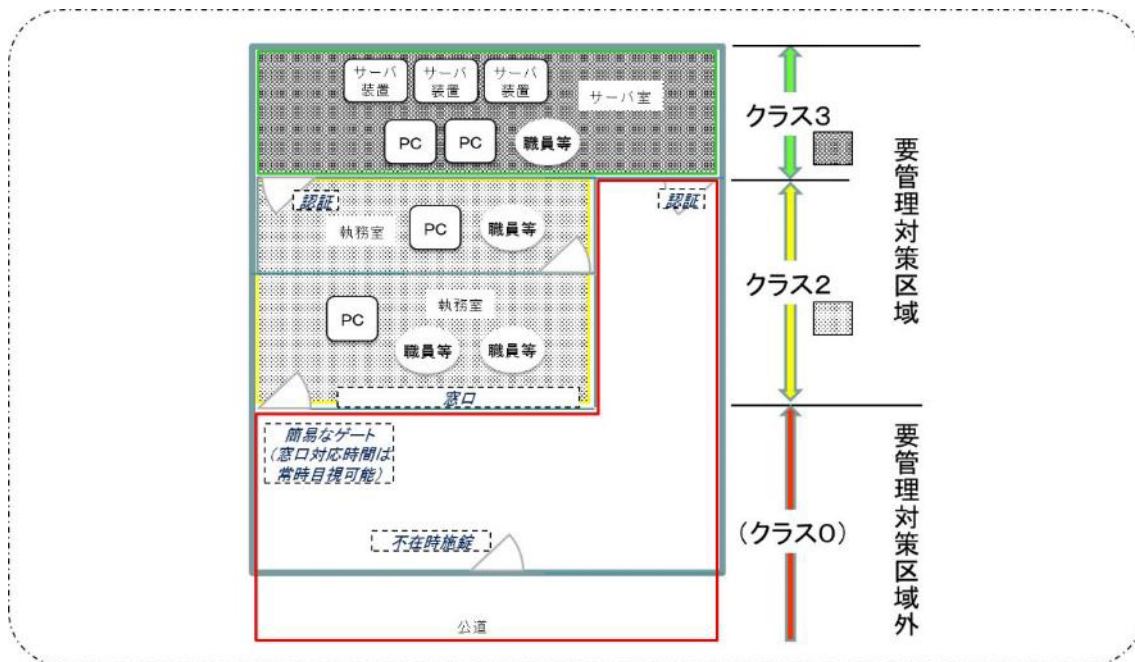 サーバ
装置
サーバ
装置
サーバ
装置
サーバ室
PC
PC
職員等
認証
認証
執務室
PC
職員等
執務室
PC
職員等
職員等
窓口
簡易なゲート
(窓口対応時間は
常時目視可能)
不在時施錠
公道
クラス3
クラス2
(クラス0)
要管理対策区域
要管理対策区域外